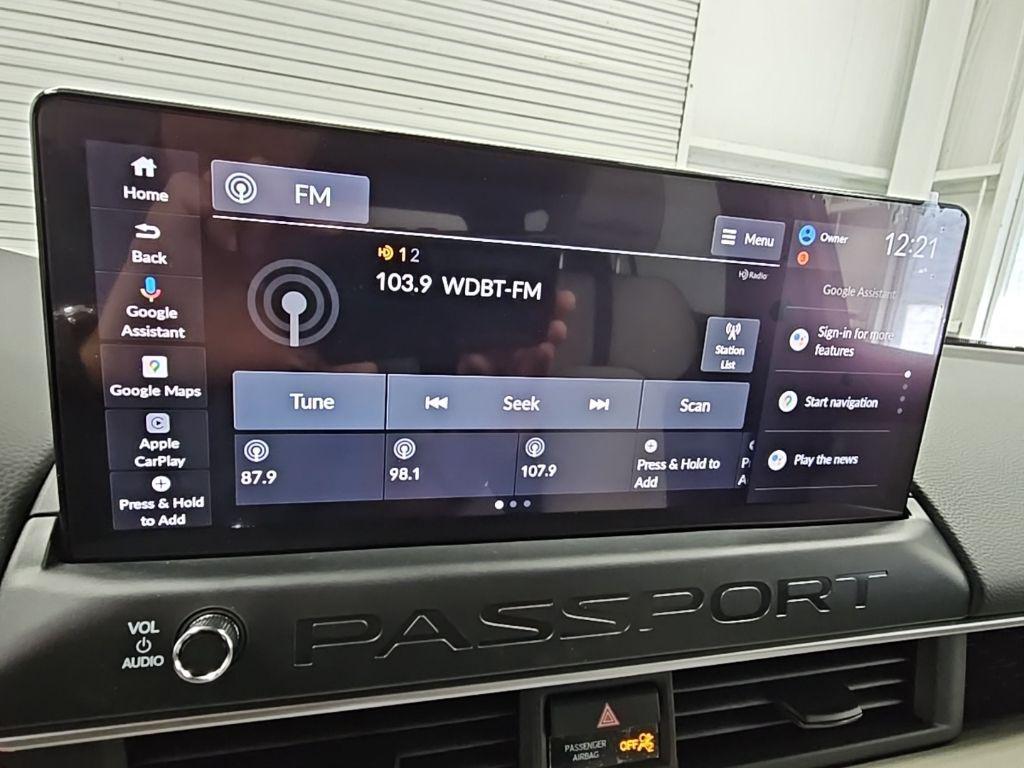 Home
Back
Google
Assistant
Google Maps
Apple
CarPlay
Press & Hold
to Add
FM
HD 1 2
103.9 WDBT-FM
Menu
HD Radio
Station
List
Tune
Seek
Scan
87.9
98.1
107.9
Press & Hold to
Add
Owner
3
12:21
Google Assistant
Sign-in for more
features
Start navigation
Play the news
VOL
AUDIO
PASSPORT
PASSENGER
AIRBAG
OFF